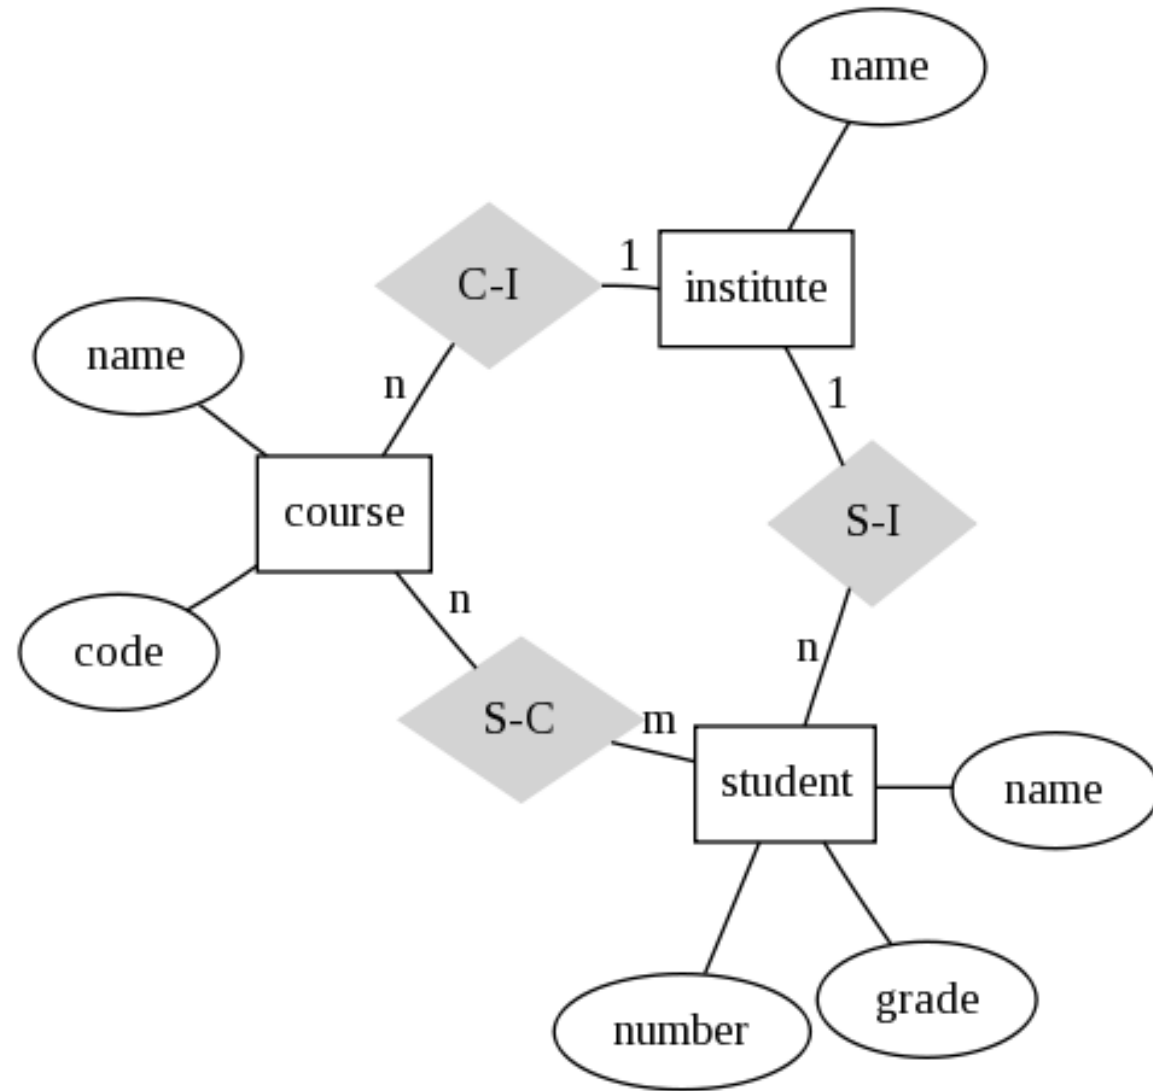 name
C-I
1
institute
name
n
1
course
S-I
n
code
n
S-C
m
student
name
number
grade